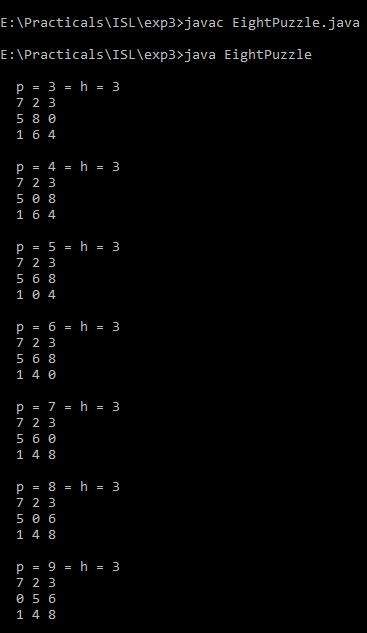 E:\Practicals\ISL\exp3>javac EightPuzzle.java
E:\Practicals\ISL\exp3>java EightPuzzle
p = 3 = h = 3
7 2 3
5 8 0
1 6 4
p = 4 = h = 3
7 2 3
5 0 8
1 6 4
p = 5 = h = 3
7 2 3
5 6 8
1 0 4
p = 6 = h = 3
7 2 3
5 6 8
1 4 0
p = 7 = h = 3
7 2 3
5 6 0
1 4 8
p = 8 = h = 3
7 2 3
5 0 6
1 4 8
p = 9 = h = 3
7 2 3
0 5 6
1 4 8